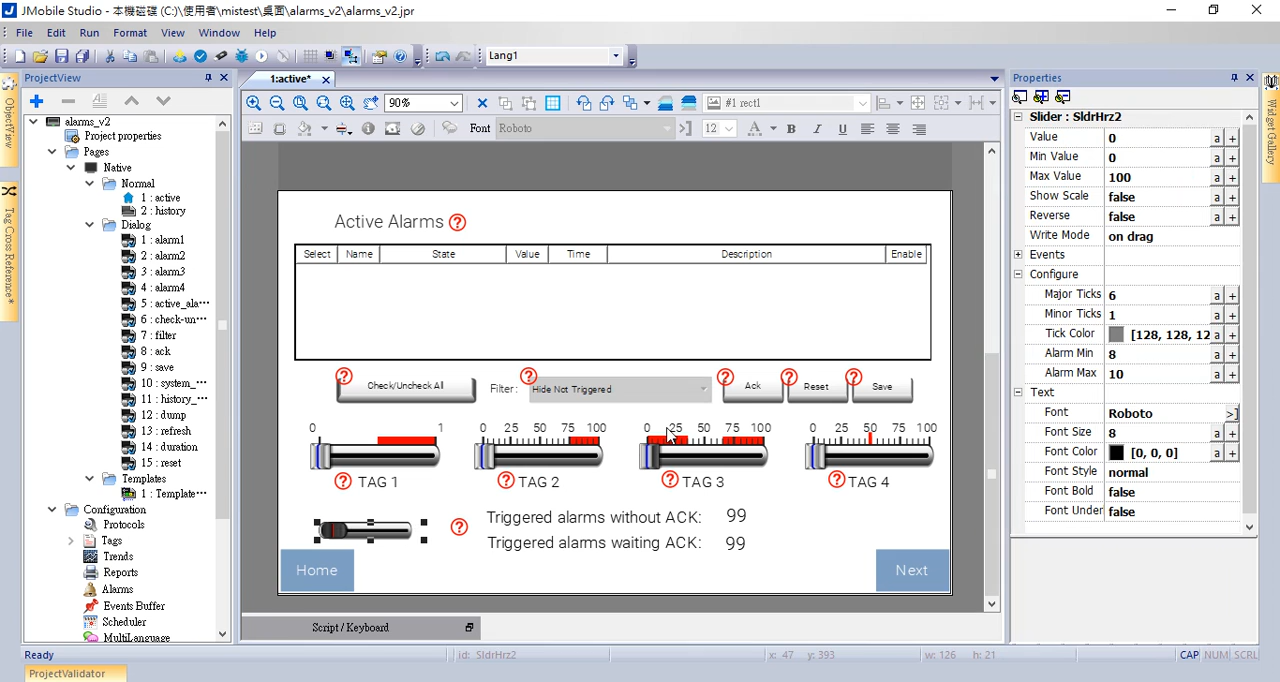 JMobile Studio - 本機磁碟 (C:)\使用者\mistest\桌面\alarms_v2\alarms_v2.jpr
File Edit Run Format View Window Help
Lang1
ProjectView
1:active*
Properties
90%
#1 rect1
Font Roboto 12 B I U
ObjectView
Tag Cross Reference*
Widget Gallery
alarms_v2
Project properties
Pages
Native
Normal
1 : active
2 : history
Dialog
1 : alarm1
2 : alarm2
3 : alarm3
4 : alarm4
5 : active_ala···
6 : check-un···
7 : filter
8 : ack
9 : save
10 : system_···
11 : history_···
12 : dump
13 : refresh
14 : duration
15 : reset
Templates
1 : Template···
Configuration
Protocols
Tags
Trends
Reports
Alarms
Events Buffer
Scheduler
MultiLanguage
Active Alarms ?
Select Name State Value Time Description Enable
? Check/Uncheck All Filter : ? Hide Not Triggered ? Ack ? Reset ? Save
0 1 0 25 50 75 100 0 25 50 75 100 0 25 50 75 100
? TAG 1 ? TAG 2 ? TAG 3 ? TAG 4
? Triggered alarms without ACK: 99
Triggered alarms waiting ACK: 99
Home Next
Script / Keyboard
Slider : SldrHrz2
Value 0 a +
Min Value 0 a +
Max Value 100 a +
Show Scale false a +
Reverse false a +
Write Mode on drag
Events
Configure
Major Ticks 6 a +
Minor Ticks 1 a +
Tick Color [128, 128, 12 a +
Alarm Min 8 a +
Alarm Max 10 a +
Text
Font Roboto >]
Font Size 8 a +
Font Color [0, 0, 0] a +
Font Style normal
Font Bold false
Font Under false
Ready id: SldrHrz2 x: 47 y: 393 w: 126 h: 21 CAP NUM SCRL
ProjectValidator